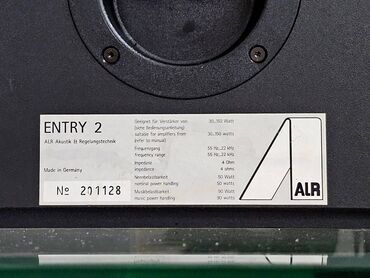 ENTRY 2
ALR Akustik & Regelungstechnik
Made in Germany
No 201128
Geeignet für Verstärker von 30...150 Watt
(siehe Bedienungsanleitung)
suitable for amplifiers from 30...150 watts
(refer to manual)
Frequenzgang 55 Hz...22 kHz
frequency range 55 Hz...22 kHz
Impedanz 4 Ohm
impedance 4 ohms
Nennbelastbarkeit 50 Watt
nominal power handling 50 watts
Musikbelastbarkeit 90 Watt
music power handling 90 watts
ALR